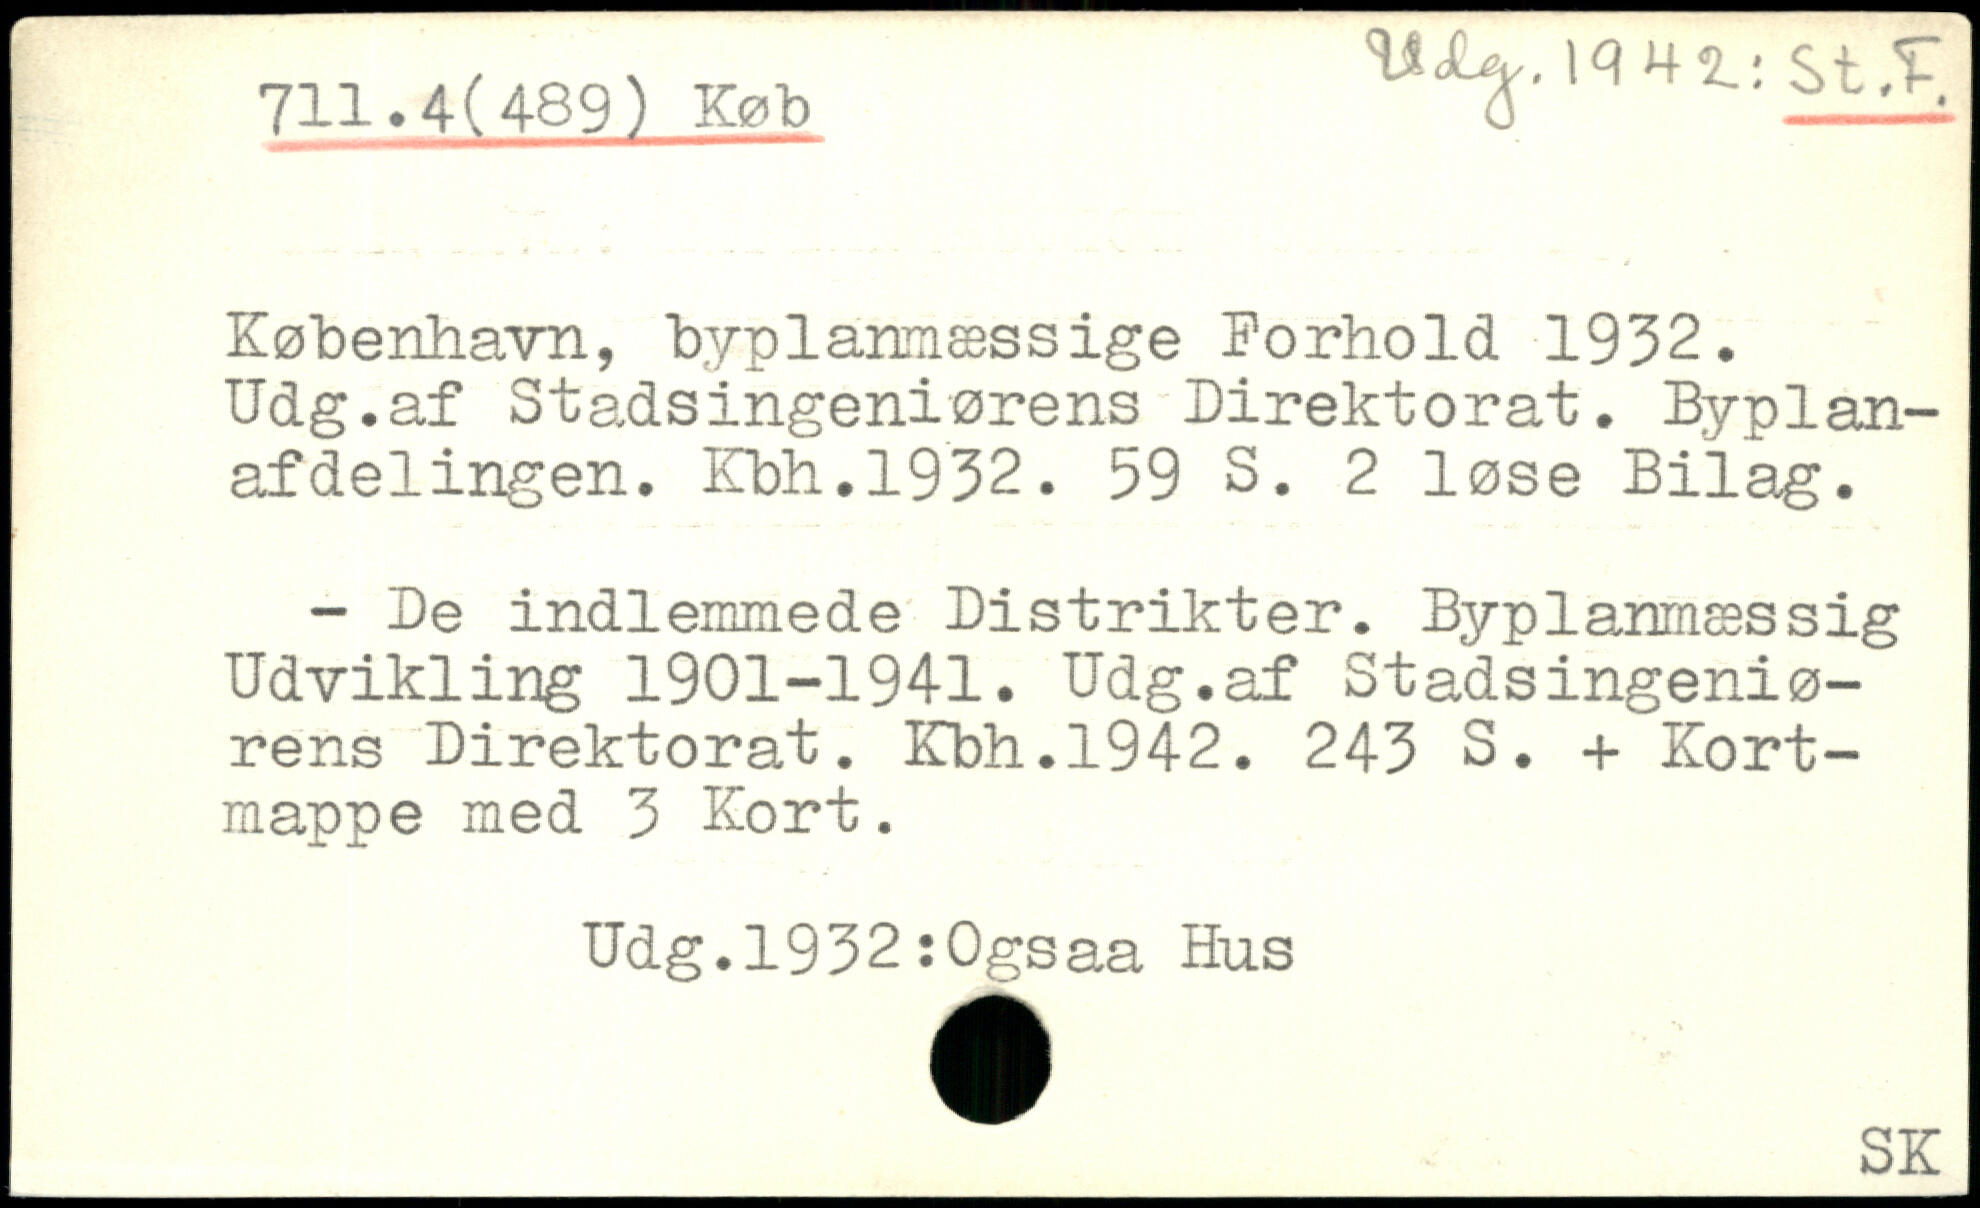 Udg. 1942: St.F.
711.4(489) Køb
København, byplanmæssige Forhold 1932.
Udg.af Stadsingeniørens Direktorat. Byplan-
afdelingen. Kbh.1932. 59 S. 2 løse Bilag.
- De indlemmede Distrikter. Byplanmæssig
Udvikling 1901-1941. Udg.af Stadsingeniø-
rens Direktorat. Kbh.1942. 243 S. + Kort-
mappe med 3 Kort.
Udg.1932:Ogsaa Hus
SK